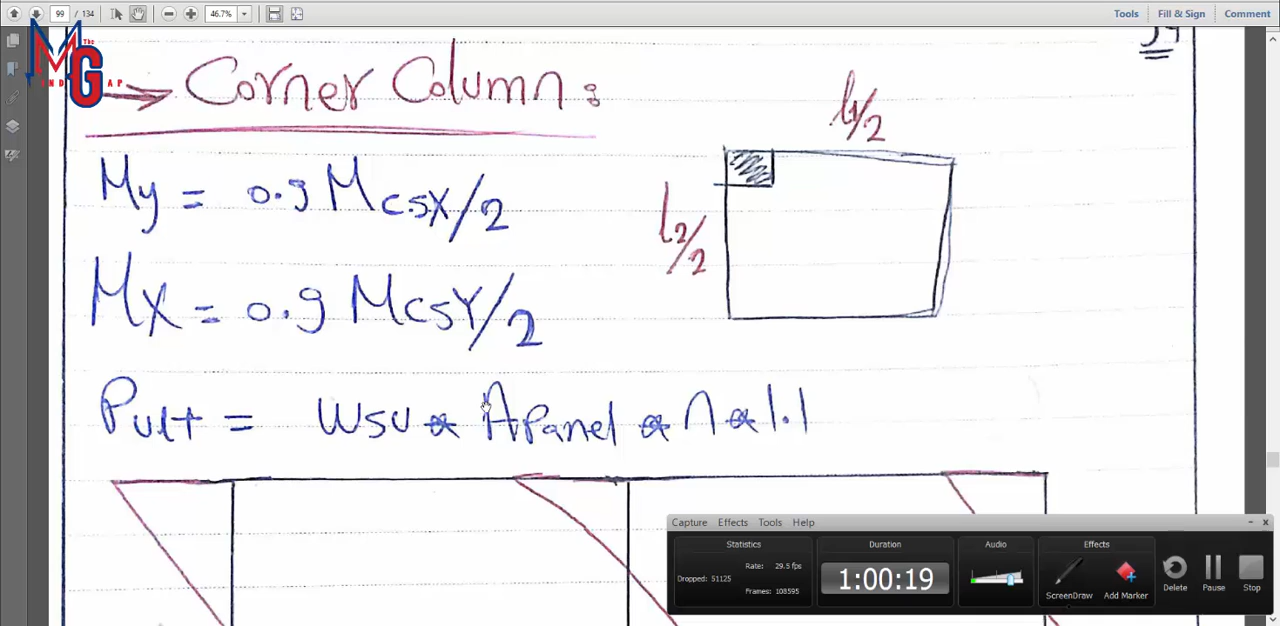 99 / 134
46.7%
Tools
Fill & Sign
Comment
The
MG
Corner Column:
L1/2
My = 0.9 Mcsx/2
L2/2
Mx = 0.9 McsY/2
Pult = wsu * APanel * n * 1.1
Capture Effects Tools Help
Statistics
Duration
Audio
Effects
Rate: 29.5 fps
Dropped: 51125
Frames: 108595
1:00:19
ScreenDraw
Add Marker
Delete
Pause
Stop